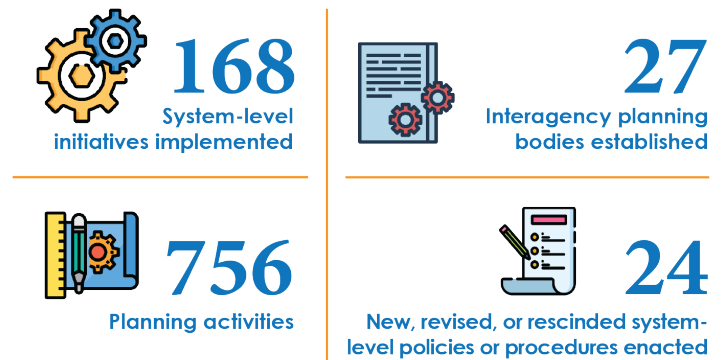 168
System-level
initiatives implemented
27
Interagency planning
bodies established
756
Planning activities
24
New, revised, or rescinded system-
level policies or procedures enacted